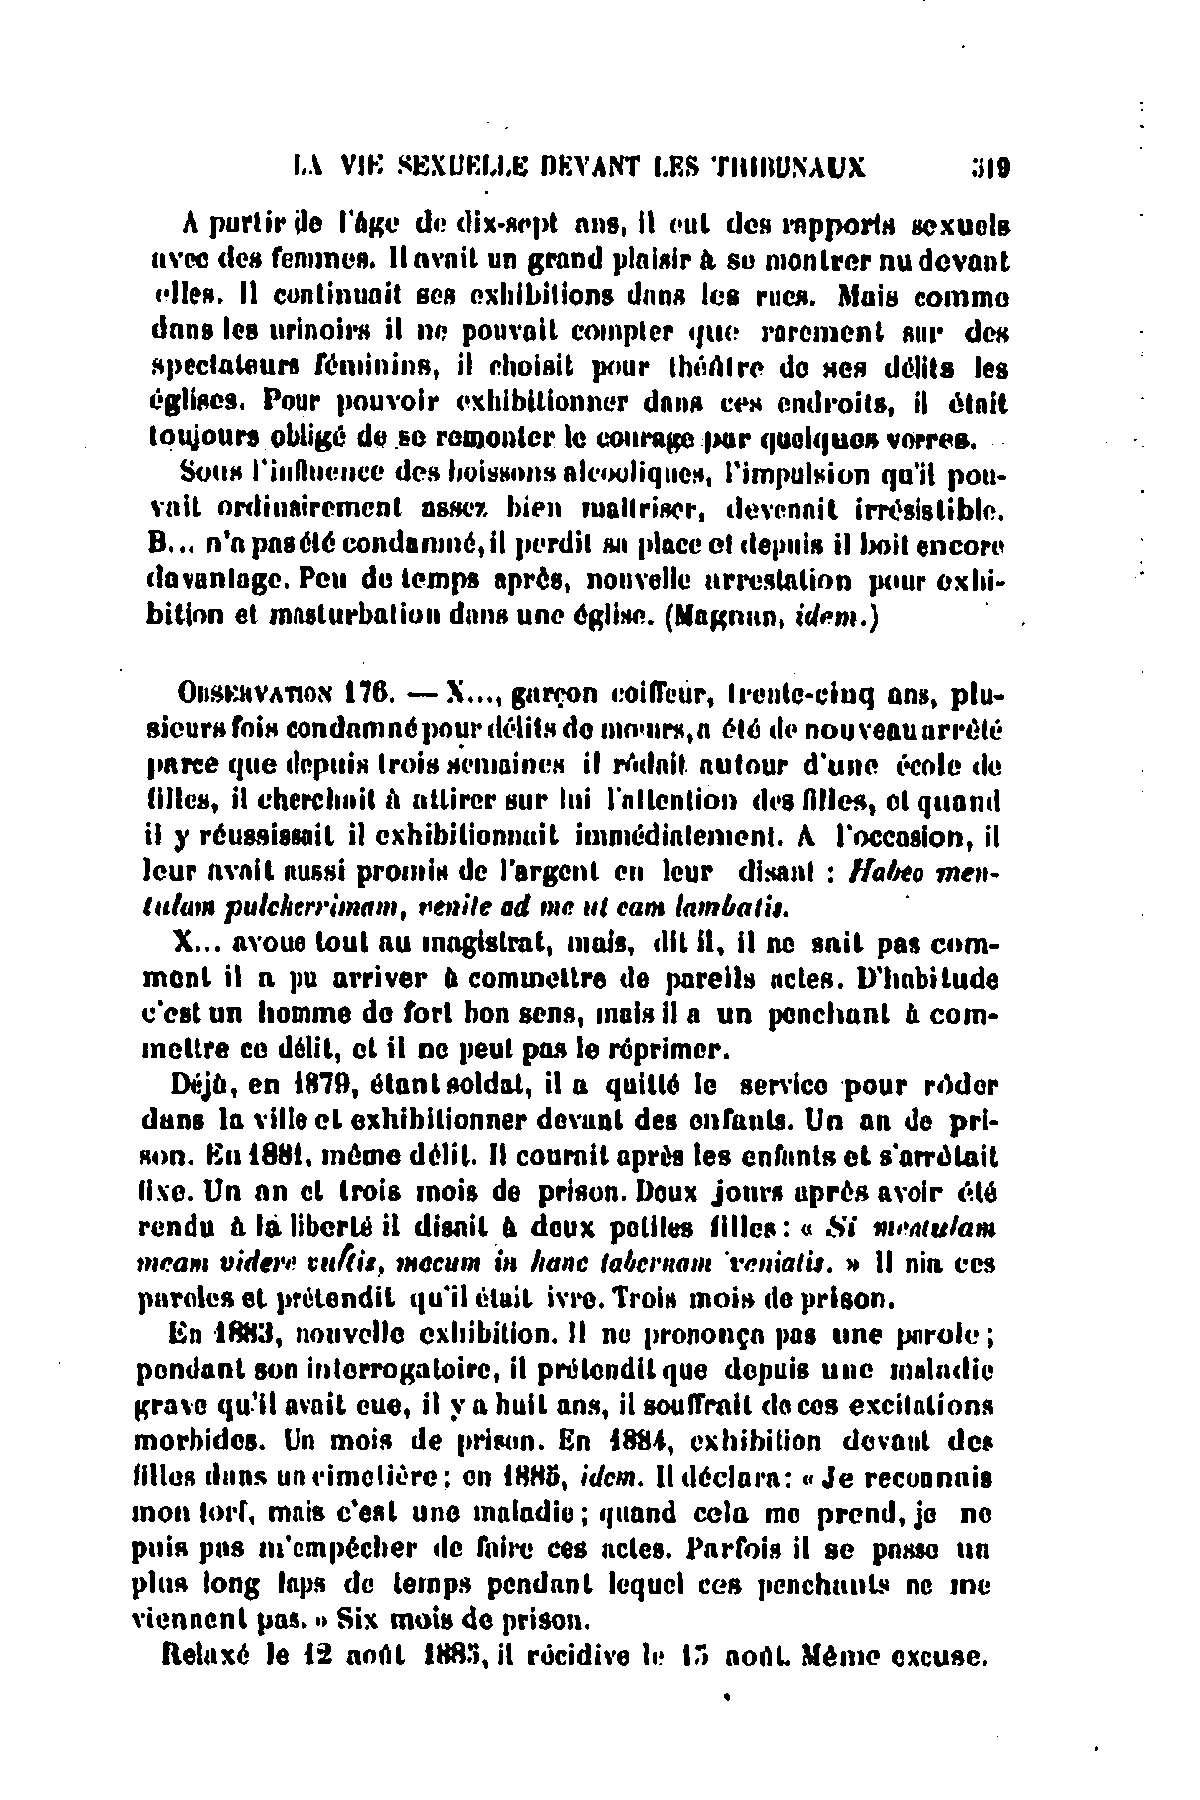 LA VIE SEXUELLE DEVANT LES TRIBUNAUX 319
A partir de l'âge de dix-sept ans, il eut des rapports sexuels
avec des femmes. Il avait un grand plaisir à se montrer nu devant
elles. Il continuait ses exhibitions dans les rues. Mais comme
dans les urinoirs il ne pouvait compter que rarement sur des
spectateurs féminins, il choisit pour théâtre de ses délits les
églises. Pour pouvoir exhibitionner dans ces endroits, il était
toujours obligé de se remonter le courage par quelques verres.
Sous l'influence des boissons alcooliques, l'impulsion qu'il pou-
vait ordinairement assez bien maîtriser, devenait irrésistible.
B... n'a pas été condamné, il perdit sa place et depuis il boit encore
davantage. Peu de temps après, nouvelle arrestation pour exhi-
bition et masturbation dans une église. (Magnan, idem.)
OBSERVATION 176. — X..., garçon coiffeur, trente-cinq ans, plu-
sieurs fois condamné pour délits de mœurs, a été de nouveau arrêté
parce que depuis trois semaines il rôdait autour d'une école de
filles, il cherchait à attirer sur lui l'attention des filles, et quand
il y réussissait il exhibitionnait immédiatement. A l'occasion, il
leur avait aussi promis de l'argent en leur disant : Habeo men-
tulam pulcherrimam, venite ad me ut eam lambatis.
X... avoue tout au magistrat, mais, dit il, il ne sait pas com-
ment il a pu arriver à commettre de pareils actes. D'habitude
c'est un homme de fort bon sens, mais il a un penchant à com-
mettre ce délit, et il ne peut pas le réprimer.
Déjà, en 1879, étant soldat, il a quitté le service pour rôder
dans la ville et exhibitionner devant des enfants. Un an de pri-
son. En 1881, même délit. Il courait après les enfants et s'arrêtait
fixe. Un an et trois mois de prison. Deux jours après avoir été
rendu à la liberté il disait à deux petites filles : « Si mentulam
meam videre vultis, mecum in hanc tabernam veniatis. » Il nia ces
paroles et prétendit qu'il était ivre. Trois mois de prison.
En 1883, nouvelle exhibition. Il ne prononça pas une parole ;
pendant son interrogatoire, il prétendit que depuis une maladie
grave qu'il avait eue, il y a huit ans, il souffrait de ces excitations
morbides. Un mois de prison. En 1884, exhibition devant des
filles dans un cimetière ; en 1885, idem. Il déclara : « Je reconnais
mon tort, mais c'est une maladie ; quand cela me prend, je ne
puis pas m'empêcher de faire ces actes. Parfois il se passe un
plus long laps de temps pendant lequel ces penchants ne me
viennent pas. » Six mois de prison.
Relaxé le 12 août 1885, il récidive le 15 août. Même excuse.